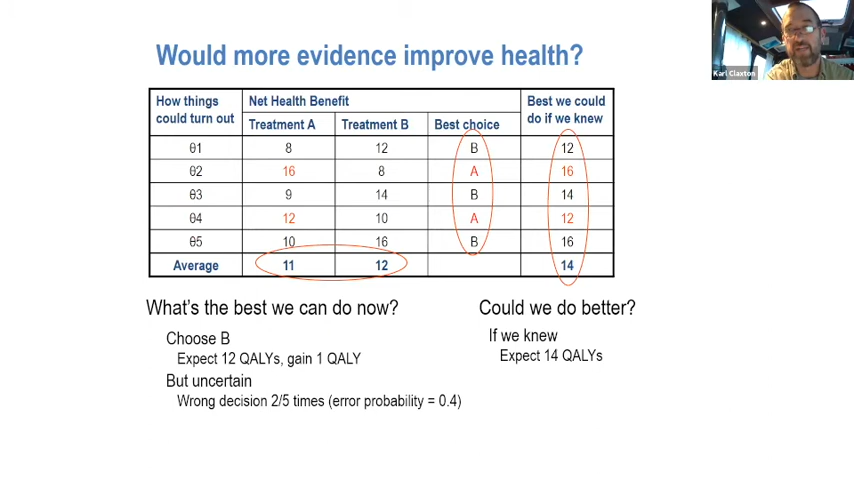 Would more evidence improve health?
Karl Claxton
How things could turn out | Net Health Benefit | Best we could do if we knew
Treatment A | Treatment B | Best choice
θ1 | 8 | 12 | B | 12
θ2 | 16 | 8 | A | 16
θ3 | 9 | 14 | B | 14
θ4 | 12 | 10 | A | 12
θ5 | 10 | 16 | B | 16
Average | 11 | 12 | 14
What's the best we can do now?
Choose B
Expect 12 QALYs, gain 1 QALY
But uncertain
Wrong decision 2/5 times (error probability = 0.4)
Could we do better?
If we knew
Expect 14 QALYs